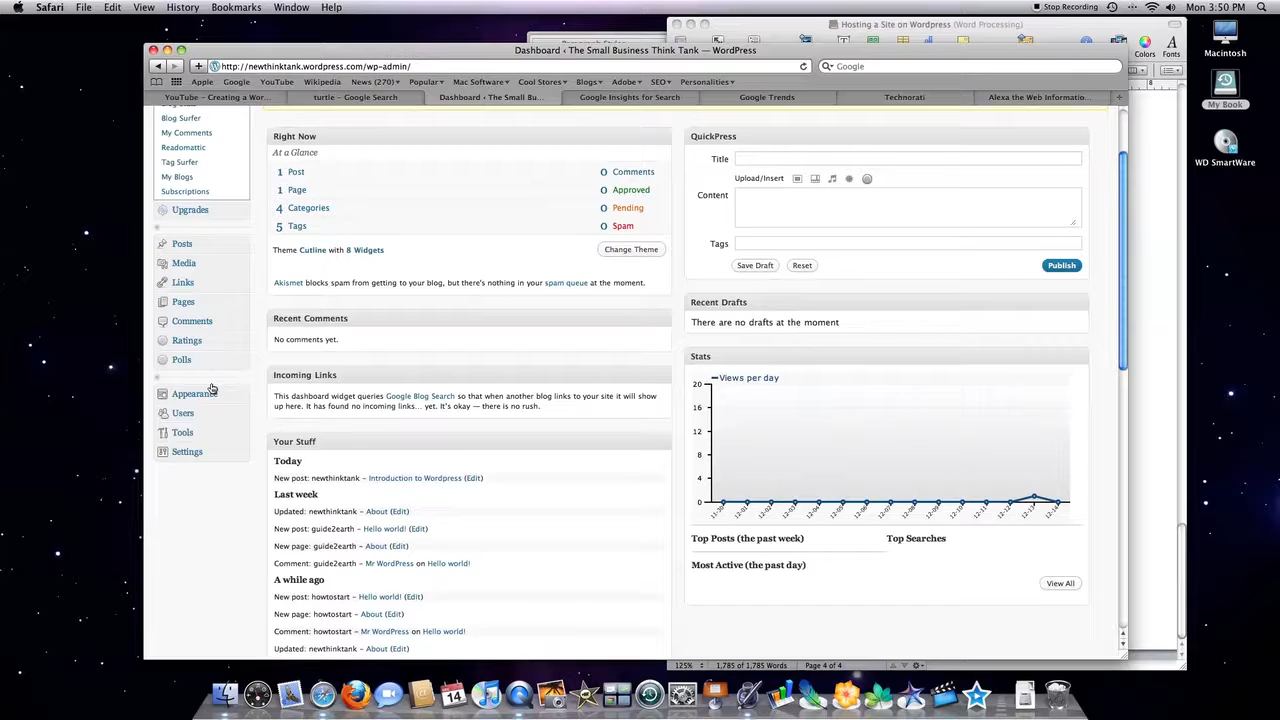 Safari File Edit View History Bookmarks Window Help
Stop Recording
Mon 3:50 PM
Hosting a Site on Wordpress (Word Processing)
Dashboard ‹ The Small Business Think Tank — WordPress
http://newthinktank.wordpress.com/wp-admin/
Google
Apple Google YouTube Wikipedia News (270) Popular Mac Software Cool Stores Blogs Adobe SEO Personalities
YouTube – Creating a Wor...
turtle – Google Search
Dashboard ‹ The Small Bu...
Google Insights for Search
Google Trends
Technorati
Alexa the Web Informatio...
Colors Fonts
Macintosh
My Book
WD SmartWare
Blog Surfer
My Comments
Readomattic
Tag Surfer
My Blogs
Subscriptions
Upgrades
Posts
Media
Links
Pages
Comments
Ratings
Polls
Appearance
Users
Tools
Settings
Right Now
At a Glance
1 Post 0 Comments
1 Page 0 Approved
4 Categories 0 Pending
5 Tags 0 Spam
Theme Cutline with 8 Widgets
Change Theme
Akismet blocks spam from getting to your blog, but there's nothing in your spam queue at the moment.
Recent Comments
No comments yet.
Incoming Links
This dashboard widget queries Google Blog Search so that when another blog links to your site it will show
up here. It has found no incoming links... yet. It's okay — there is no rush.
Your Stuff
Today
New post: newthinktank – Introduction to Wordpress (Edit)
Last week
Updated: newthinktank – About (Edit)
New post: guide2earth – Hello world! (Edit)
New page: guide2earth – About (Edit)
Comment: guide2earth – Mr WordPress on Hello world!
A while ago
New post: howtostart – Hello world! (Edit)
New page: howtostart – About (Edit)
Comment: howtostart – Mr WordPress on Hello world!
Updated: newthinktank – About (Edit)
QuickPress
Title
Upload/Insert
Content
Tags
Save Draft Reset Publish
Recent Drafts
There are no drafts at the moment
Stats
Views per day
20
16
12
8
4
0
Top Posts (the past week)
Top Searches
Most Active (the past day)
View All
125% 1,785 of 1,785 Words Page 4 of 4
14